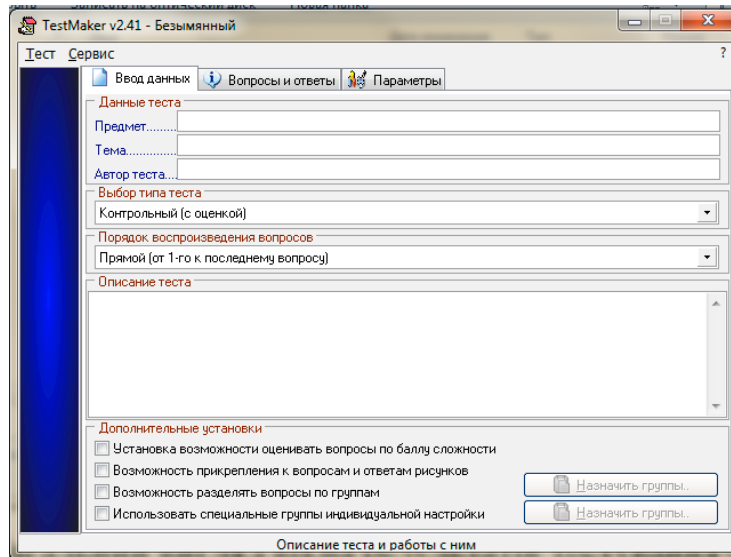 TestMaker v2.41 - Безымянный
Тест Сервис ?
Ввод данных Вопросы и ответы Параметры
Данные теста
Предмет.........
Тема..............
Автор теста....
Выбор типа теста
Контрольный (с оценкой)
Порядок воспроизведения вопросов
Прямой (от 1-го к последнему вопросу)
Описание теста
Дополнительные установки
Установка возможности оценивать вопросы по баллу сложности
Возможность прикрепления к вопросам и ответам рисунков
Возможность разделять вопросы по группам
Назначить группы..
Использовать специальные группы индивидуальной настройки
Назначить группы..
Описание теста и работы с ним